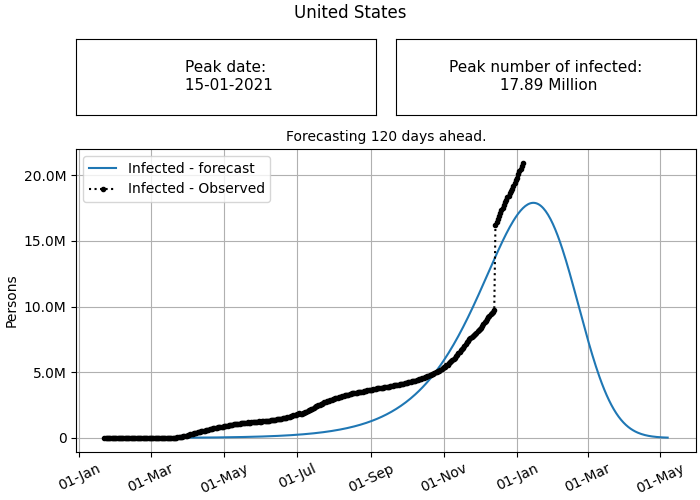 United States
Peak date:
15-01-2021
Peak number of infected:
17.89 Million
Forecasting 120 days ahead.
Infected - forecast
Infected - Observed
Persons
20.0M
15.0M
10.0M
5.0M
0
01-Jan
01-Mar
01-May
01-Jul
01-Sep
01-Nov
01-Jan
01-Mar
01-May